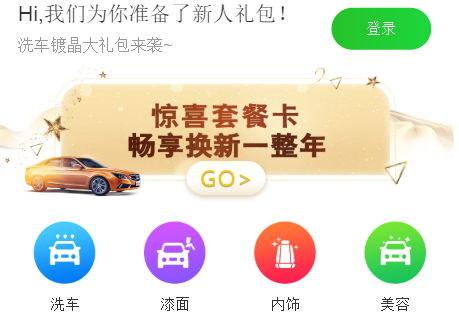 Hi,我们为你准备了新人礼包！
登录
洗车镀晶大礼包来袭~
惊喜套餐卡
畅享换新一整年
GO>
洗车
漆面
内饰
美容